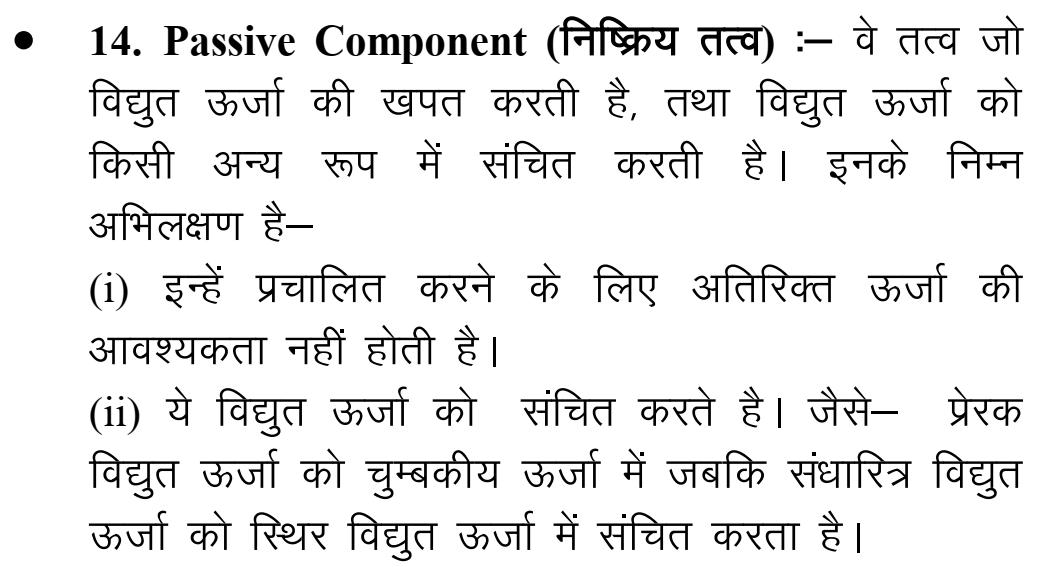 • 14. Passive Component (निष्क्रिय तत्व) :– वे तत्व जो
विद्युत ऊर्जा की खपत करती है, तथा विद्युत ऊर्जा को
किसी अन्य रूप में संचित करती है। इनके निम्न
अभिलक्षण है–
(i) इन्हें प्रचालित करने के लिए अतिरिक्त ऊर्जा की
आवश्यकता नहीं होती है।
(ii) ये विद्युत ऊर्जा को संचित करते है। जैसे– प्रेरक
विद्युत ऊर्जा को चुम्बकीय ऊर्जा में जबकि संधारित्र विद्युत
ऊर्जा को स्थिर विद्युत ऊर्जा में संचित करता है।